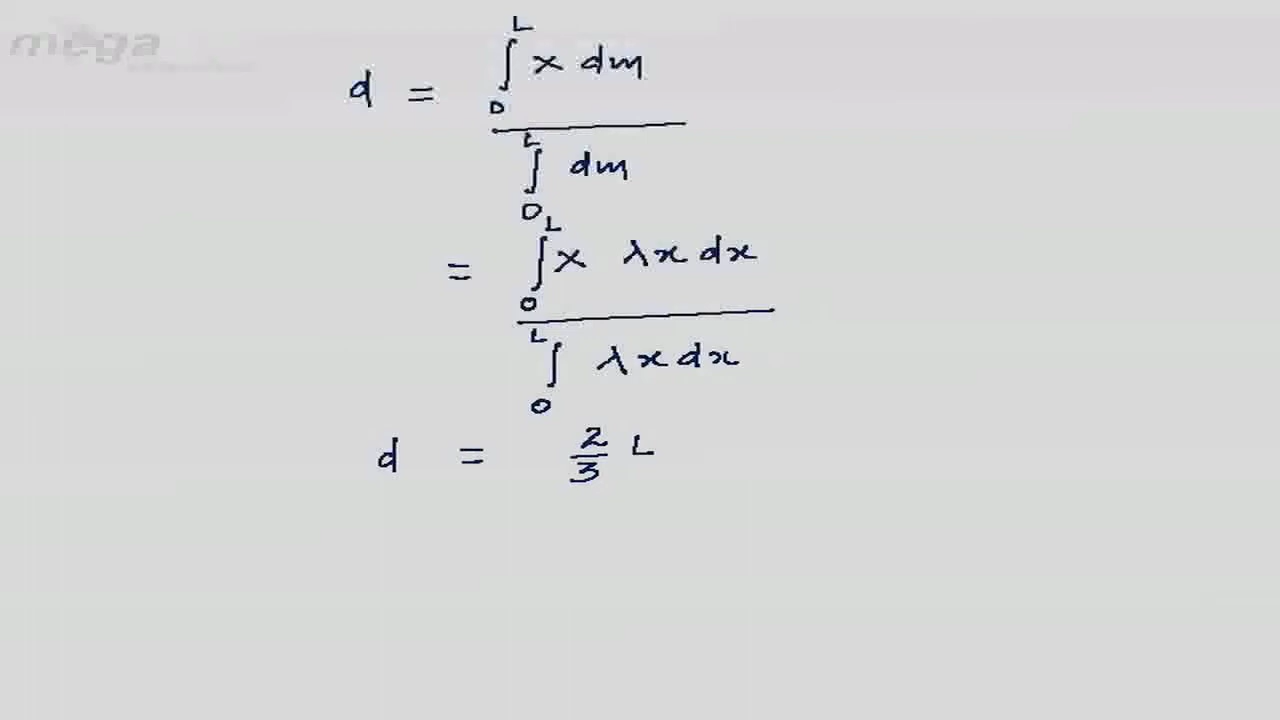 mega
d = ∫₀ᴸ x dm / ∫₀ᴸ dm
= ∫₀ᴸ x λx dx / ∫₀ᴸ λx dx
d = 2/3 L